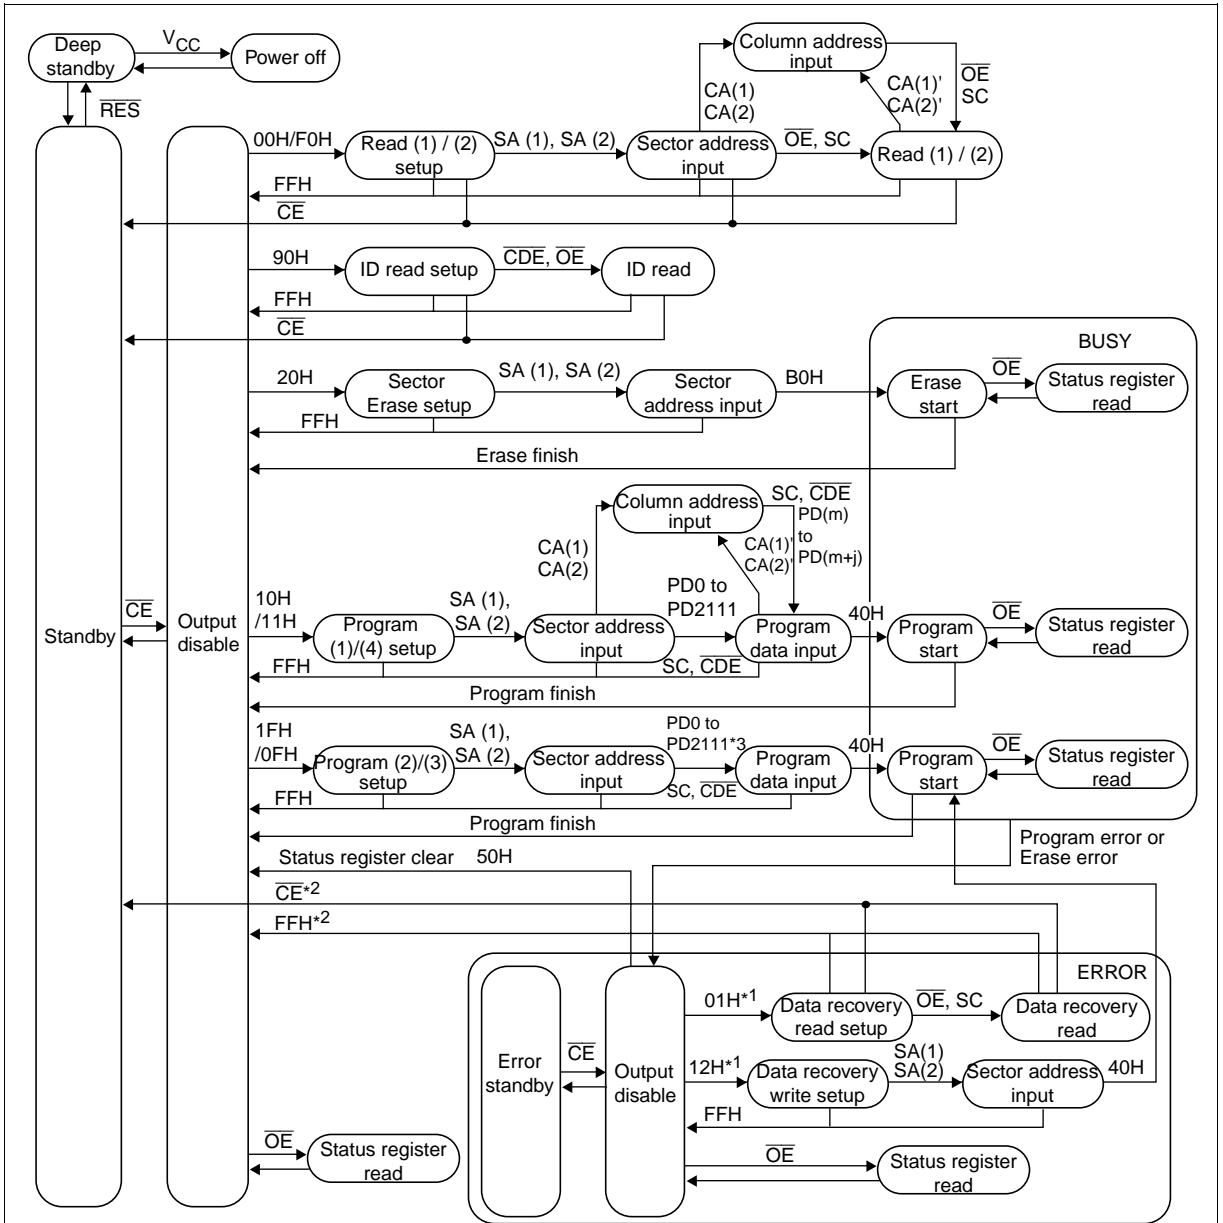 Deep
standby
VCC
Power off
RES
Column address
input
CA(1)
CA(2)
CA(1)'
CA(2)'
OE
SC
00H/F0H
Read (1) / (2)
setup
SA (1), SA (2)
Sector address
input
OE, SC
Read (1) / (2)
FFH
CE
90H
ID read setup
CDE, OE
ID read
FFH
CE
BUSY
20H
Sector
Erase setup
SA (1), SA (2)
Sector
address input
B0H
Erase
start
OE
Status register
read
FFH
Erase finish
Column address
input
SC, CDE
PD(m)
to
PD(m+j)
CA(1)
CA(2)
CA(1)'
CA(2)'
Standby
CE
Output
disable
10H
/11H
Program
(1)/(4) setup
SA (1),
SA (2)
Sector address
input
PD0 to
PD2111
SC, CDE
Program
data input
40H
Program
start
OE
Status register
read
FFH
Program finish
1FH
/0FH
Program (2)/(3)
setup
SA (1),
SA (2)
Sector address
input
PD0 to
PD2111*3
SC, CDE
Program
data input
40H
Program
start
OE
Status register
read
FFH
Program finish
Program error or
Erase error
Status register clear 50H
CE*2
FFH*2
ERROR
Error
standby
CE
Output
disable
01H*1
Data recovery
read setup
OE, SC
Data recovery
read
12H*1
Data recovery
write setup
SA(1)
SA(2)
Sector address
input
40H
FFH
OE
Status register
read
OE
Status register
read